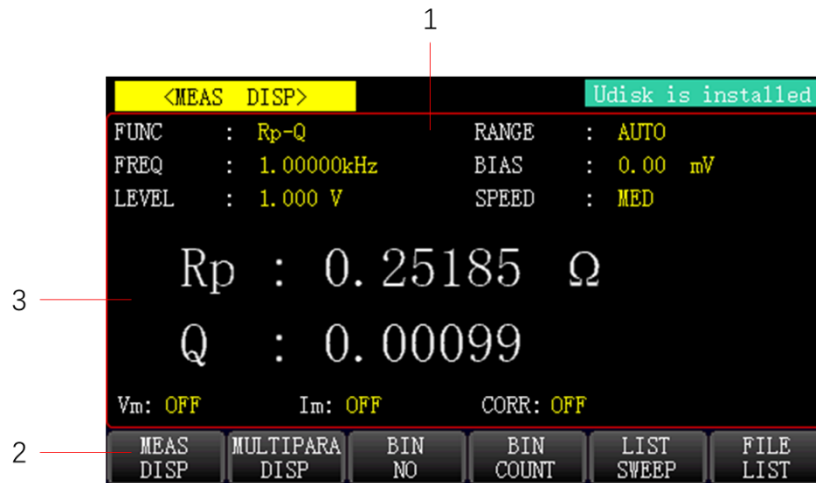 1
<MEAS DISP> Udisk is installed
FUNC : Rp-Q RANGE : AUTO
FREQ : 1.00000kHz BIAS : 0.00 mV
LEVEL : 1.000 V SPEED : MED
Rp : 0.25185 Ω
3
Q : 0.00099
Vm: OFF Im: OFF CORR: OFF
2
MEAS DISP
MULTIPARA DISP
BIN NO
BIN COUNT
LIST SWEEP
FILE LIST